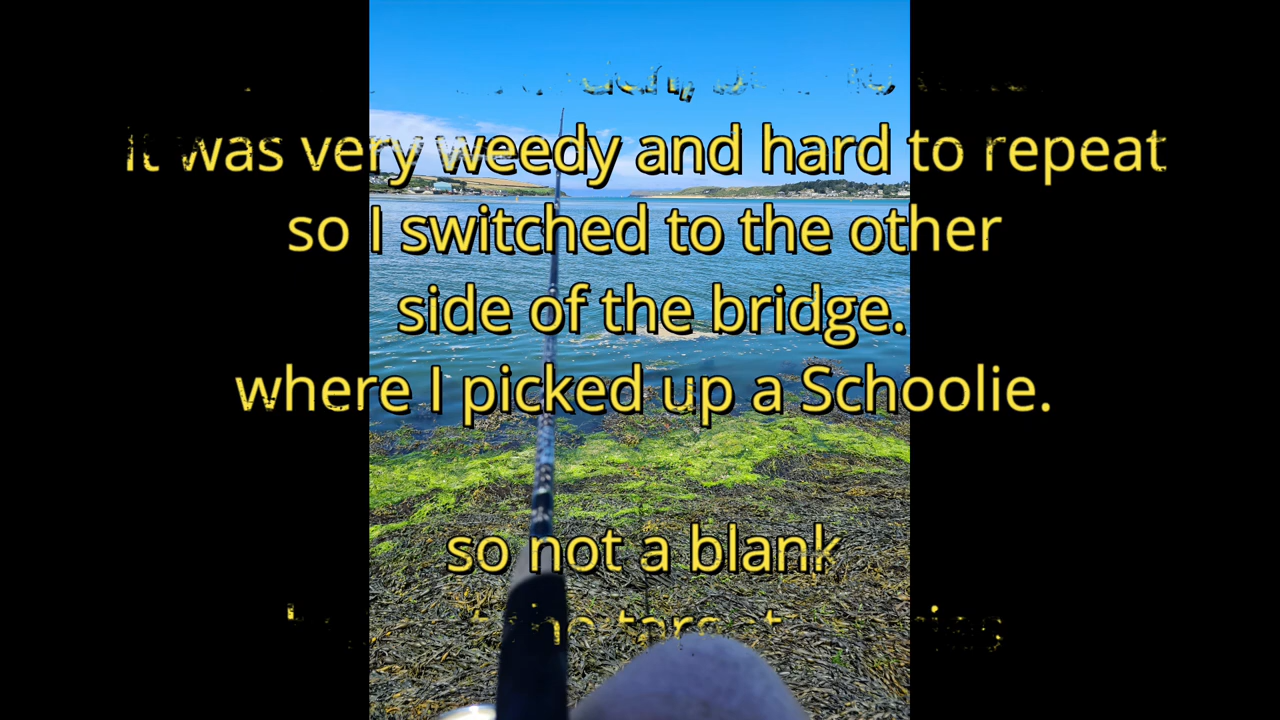 it was very weedy and hard to repeat
so I switched to the other
side of the bridge.
where I picked up a Schoolie.
so not a blank